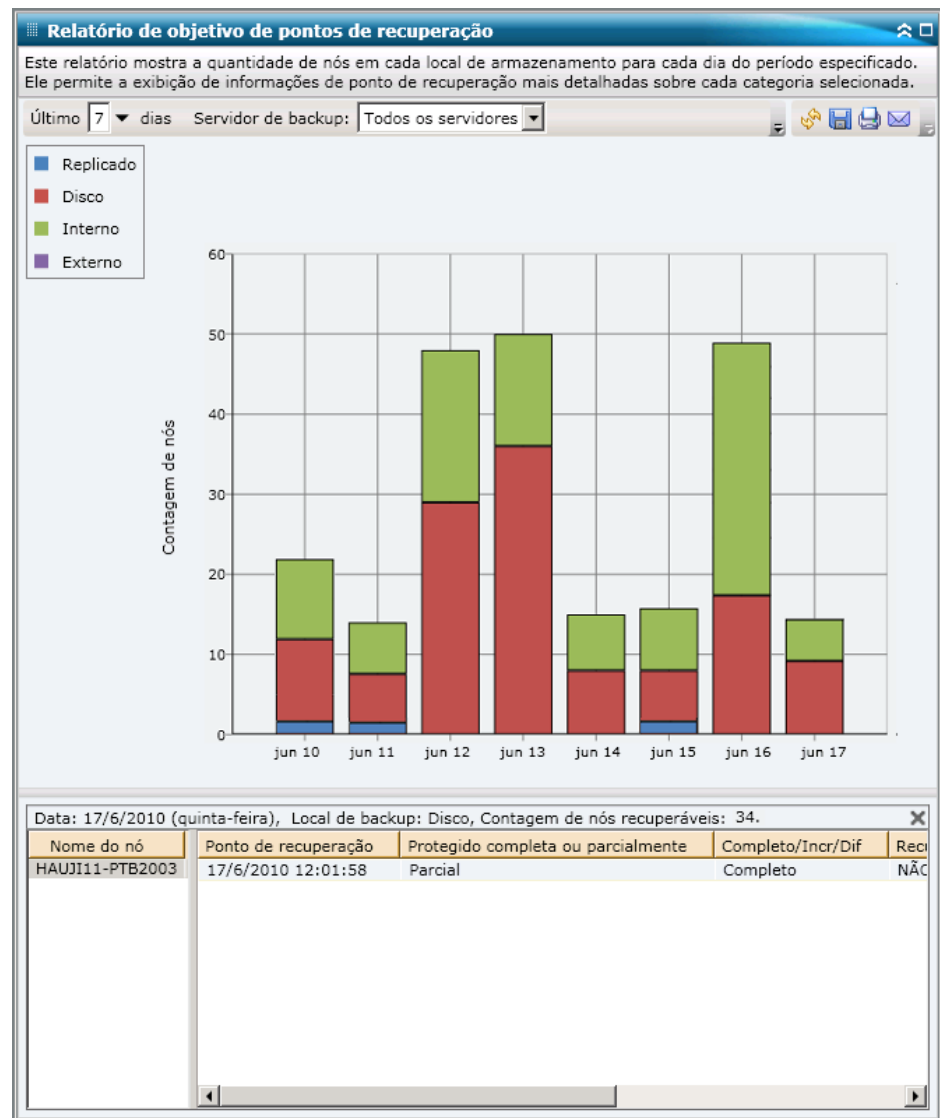 Relatório de objetivo de pontos de recuperação
Este relatório mostra a quantidade de nós em cada local de armazenamento para cada dia do período especificado.
Ele permite a exibição de informações de ponto de recuperação mais detalhadas sobre cada categoria selecionada.
Último 7 dias Servidor de backup: Todos os servidores
Replicado
Disco
Interno
Externo
Contagem de nós
60
50
40
30
20
10
0
jun 10 jun 11 jun 12 jun 13 jun 14 jun 15 jun 16 jun 17
Data: 17/6/2010 (quinta-feira), Local de backup: Disco, Contagem de nós recuperáveis: 34.
Nome do nó Ponto de recuperação Protegido completa ou parcialmente Completo/Incr/Dif
HAUJI11-PTB2003 17/6/2010 12:01:58 Parcial Completo NÃO